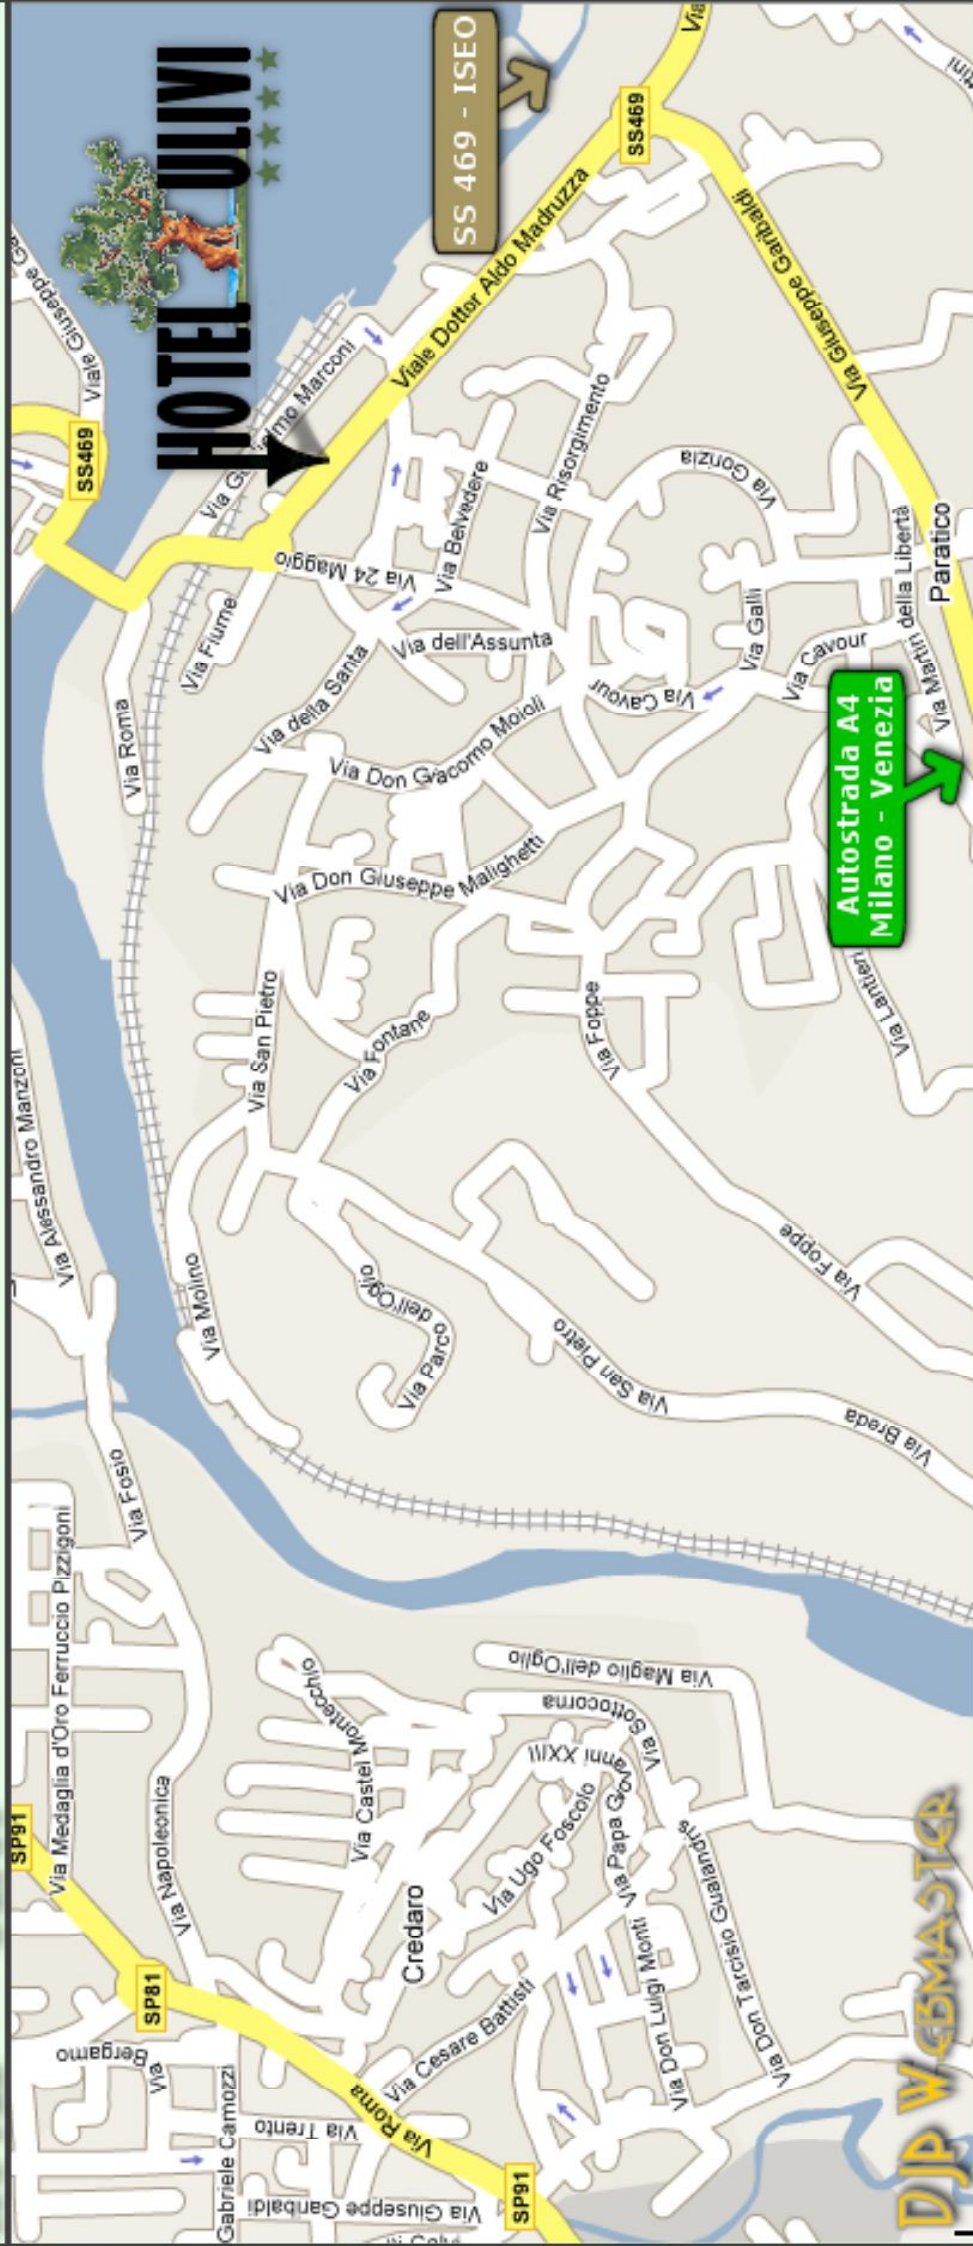 Via Giuseppe Garibaldi
Gabriele Camozzi
Via Trento
Via
Bergamo
Via Roma
SP91
SP81
SP91
Via Medaglia d'Oro Ferruccio Pizzigoni
Via Napoleonica
Via Fosio
Via Alessandro Manzoni
Via Cesare Battisti
Credaro
Via Castel Montecchio
Via Ugo Foscolo
Via Papa Giovanni XXIII
Via Sottocorna
Via Maglio dell'Oglio
Via Don Luigi Monti
Via Don Tarcisio Gualandris
DJP WEBMASTER
Via Molino
Via Parco dell'Oglio
Via San Pietro
Via Breda
Via San Pietro
Via Fontane
Via Foppe
Via Foppe
Via Lantieri
Via Roma
Via Fiume
Via della Santa
Via Don Giacomo Moioli
Via Don Giuseppe Malighetti
Via dell'Assunta
Via 24 Maggio
Via Belvedere
Via Risorgimento
Via Cavour
Via Cavour
Via Galli
Via Gorizia
Via Martiri della Libertà
Paratico
Autostrada A4
Milano - Venezia
SS469
Viale Giuseppe
HOTEL ULIVI
Viale Dottor Aldo Madruzza
SS 469 - ISEO
SS469
Via Giuseppe Garibaldi
Via